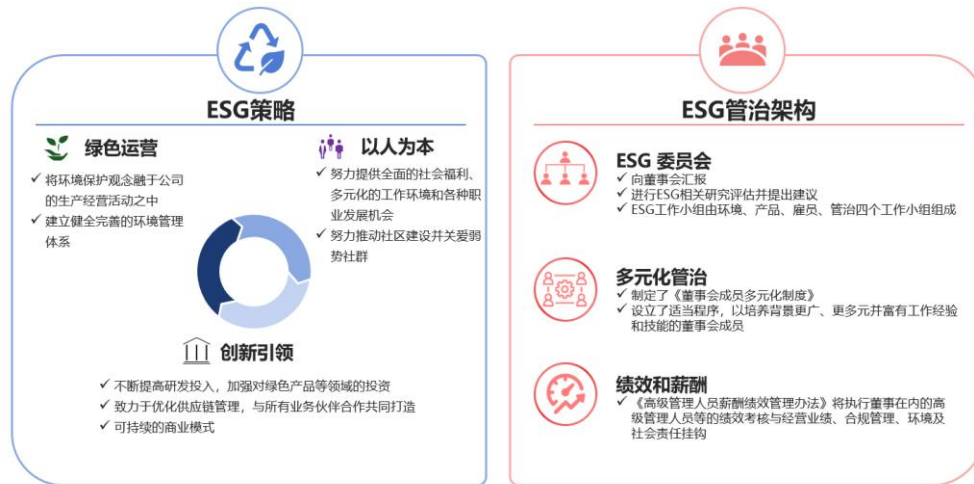 ESG策略
绿色运营
✓ 将环境保护观念融于公司
的生产经营活动之中
✓ 建立健全完善的环境管理
体系
以人为本
✓ 努力提供全面的社会福利、
多元化的工作环境和各种职
业发展机会
✓ 努力推动社区建设并关爱弱
势社群
创新引领
✓ 不断提高研发投入，加强对绿色产品等领域的投资
✓ 致力于优化供应链管理，与所有业务伙伴合作共同打造
✓ 可持续的商业模式
ESG管治架构
ESG 委员会
✓ 向董事会汇报
✓ 进行ESG相关研究评估并提出建议
✓ ESG工作小组由环境、产品、雇员、管治四个工作小组组成
多元化管治
✓ 制定了《董事会成员多元化制度》
✓ 设立了适当程序，以培养背景更广、更多元并富有工作经验
和技能的董事会成员
绩效和薪酬
✓ 《高级管理人员薪酬绩效管理办法》将执行董事在内的高
级管理人员等的绩效考核与经营业绩、合规管理、环境及
社会责任挂钩